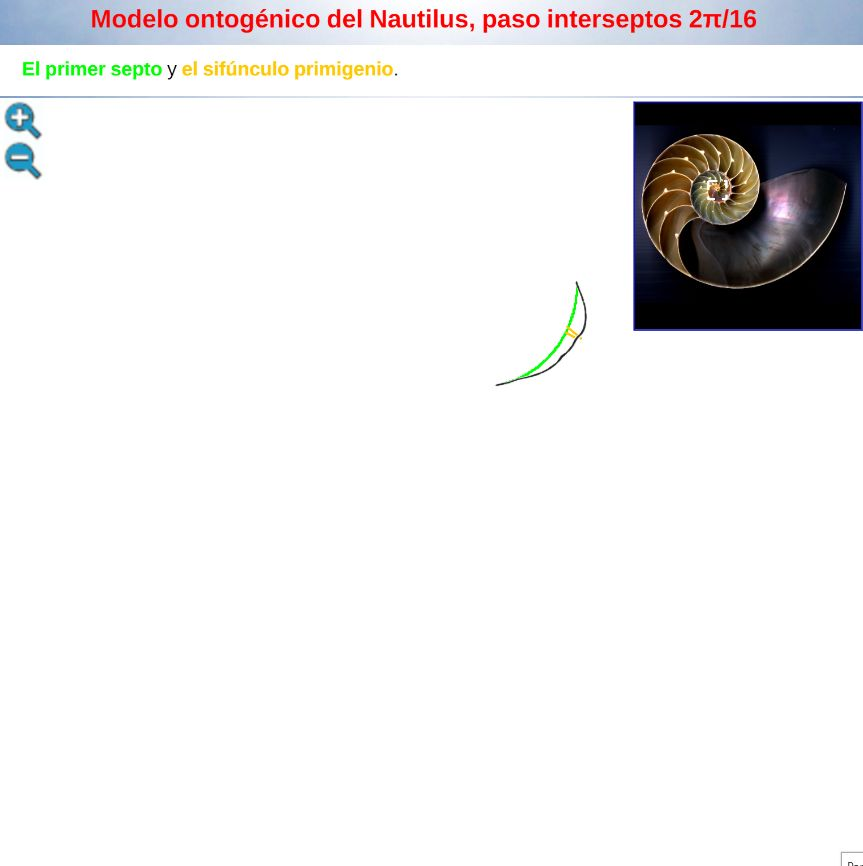 Modelo ontogénico del Nautilus, paso interseptos 2π/16
El primer septo y el sifúnculo primigenio.